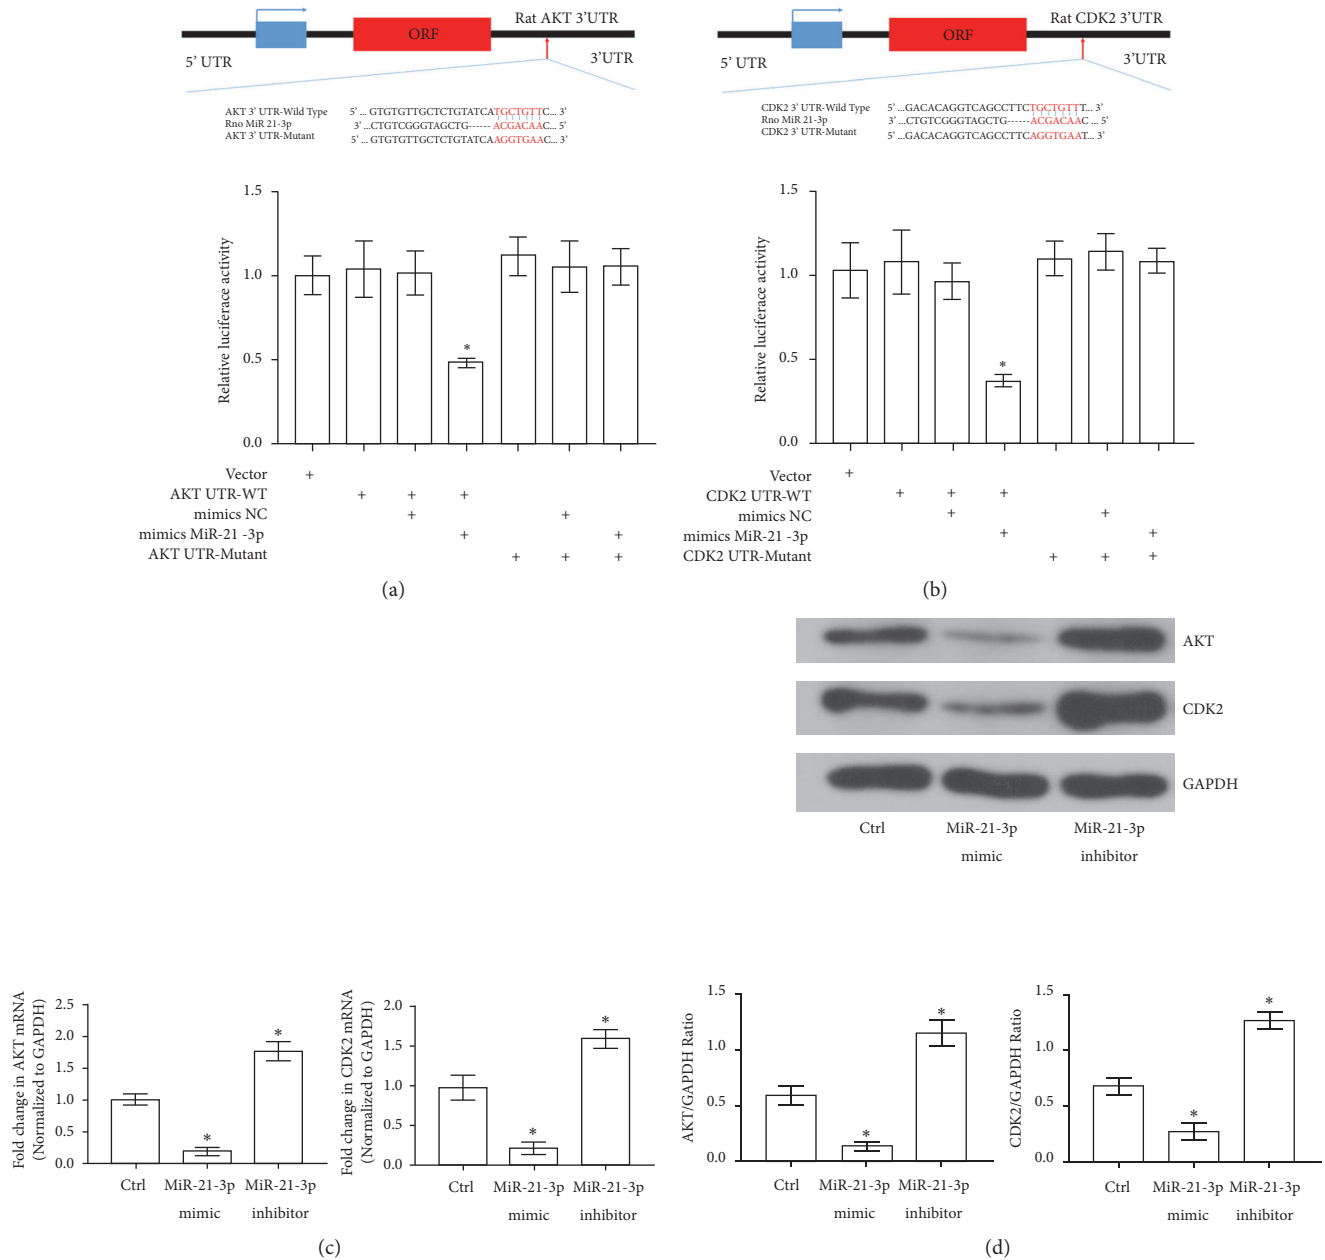 Rat AKT 3'UTR
ORF
5' UTR
3'UTR
AKT 3' UTR-Wild Type 5' ... GTGTGTTGCTCTGTATCATGCTGTTC... 3'
Rno MiR 21-3p 3' ...CTGTCGGGTAGCTG------ACGACAAC... 5'
AKT 3' UTR-Mutant 5' ... GTGTGTTGCTCTGTATCAAGGTGAAC... 3'
Relative luciferace activity
1.5
1.0
0.5
0.0
*
Vector +
AKT UTR-WT + + +
mimics NC + +
mimics MiR-21 -3p + +
AKT UTR-Mutant + + +
(a)
Rat CDK2 3'UTR
ORF
5' UTR
3'UTR
CDK2 3' UTR-Wild Type 5' ... GACACAGGTCAGCCTTCTGCTGTTT... 3'
Rno MiR 21-3p 3' ...CTGTCGGGTAGCTG------ACGACAAC ... 5'
CDK2 3' UTR-Mutant 5' ... GACACAGGTCAGCCTTCAGGTGAAT... 3'
Relative luciferace activity
1.5
1.0
0.5
0.0
*
Vector +
CDK2 UTR-WT + + +
mimics NC + +
mimics MiR-21 -3p + +
CDK2 UTR-Mutant + + +
(b)
AKT
CDK2
GAPDH
Ctrl MiR-21-3p MiR-21-3p
mimic inhibitor
Fold change in AKT mRNA
(Normalized to GAPDH)
2.5
2.0
1.5
1.0
0.5
0.0
* *
Ctrl MiR-21-3p MiR-21-3p
mimic inhibitor
Fold change in CDK2 mRNA
(Normalized to GAPDH)
2.0
1.5
1.0
0.5
0.0
* *
Ctrl MiR-21-3p MiR-21-3p
mimic inhibitor
(c)
AKT/GAPDH Ratio
1.5
1.0
0.5
0.0
* *
Ctrl MiR-21-3p MiR-21-3p
mimic inhibitor
CDK2/GAPDH Ratio
1.5
1.0
0.5
0.0
* *
Ctrl MiR-21-3p MiR-21-3p
mimic inhibitor
(d)